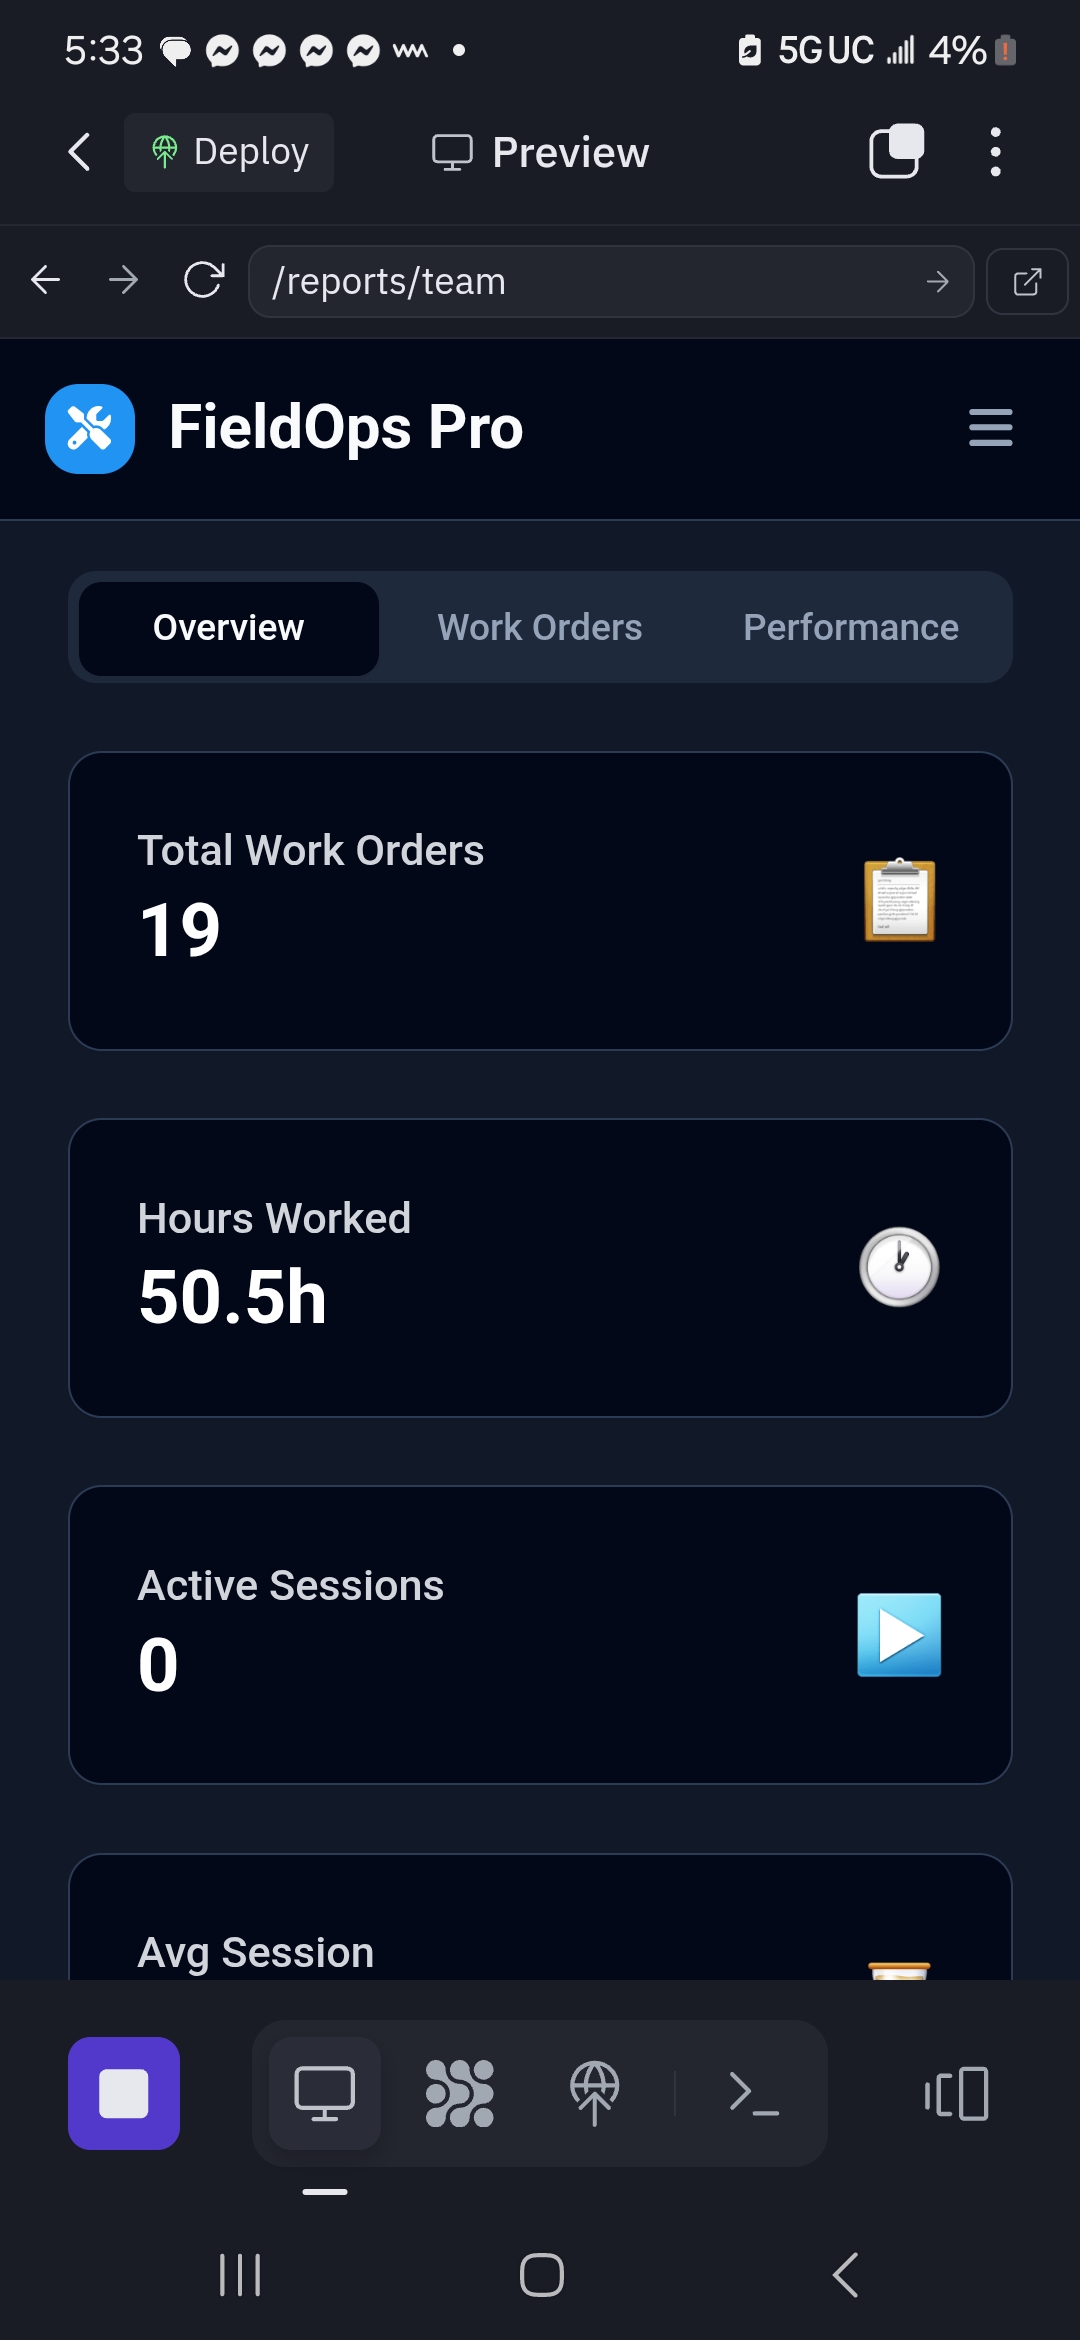 5:33
5G UC 4%
Deploy
Preview
/reports/team
FieldOps Pro
Overview Work Orders Performance
Total Work Orders
19
Hours Worked
50.5h
Active Sessions
0
Avg Session